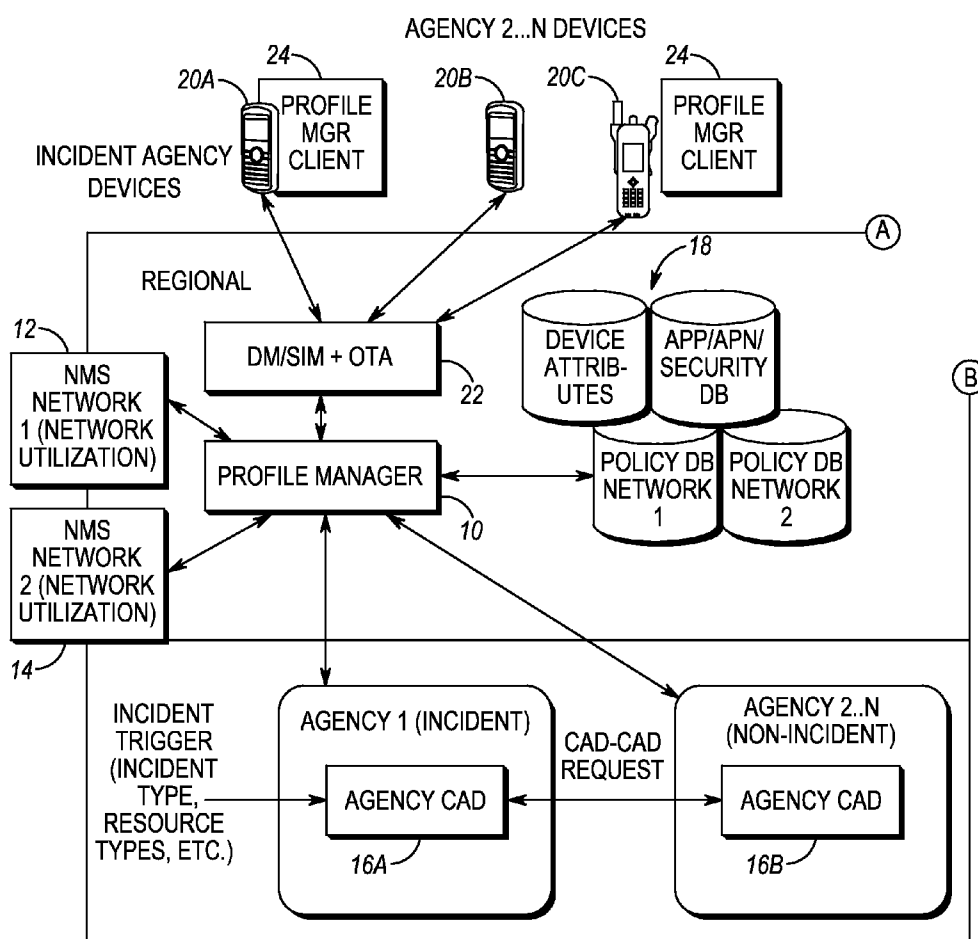 AGENCY 2...N DEVICES
24
20A
PROFILE
MGR
CLIENT
20B
20C
24
PROFILE
MGR
CLIENT
INCIDENT AGENCY
DEVICES
A
REGIONAL
18
12
NMS
NETWORK
1 (NETWORK
UTILIZATION)
DM/SIM + OTA
22
DEVICE
ATTRIB-
UTES
APP/APN/
SECURITY
DB
B
PROFILE MANAGER
10
POLICY DB
NETWORK
1
POLICY DB
NETWORK
2
NMS
NETWORK
2 (NETWORK
UTILIZATION)
14
INCIDENT
TRIGGER
(INCIDENT
TYPE,
RESOURCE
TYPES, ETC.)
AGENCY 1 (INCIDENT)
AGENCY CAD
16A
CAD-CAD
REQUEST
AGENCY 2..N
(NON-INCIDENT)
AGENCY CAD
16B